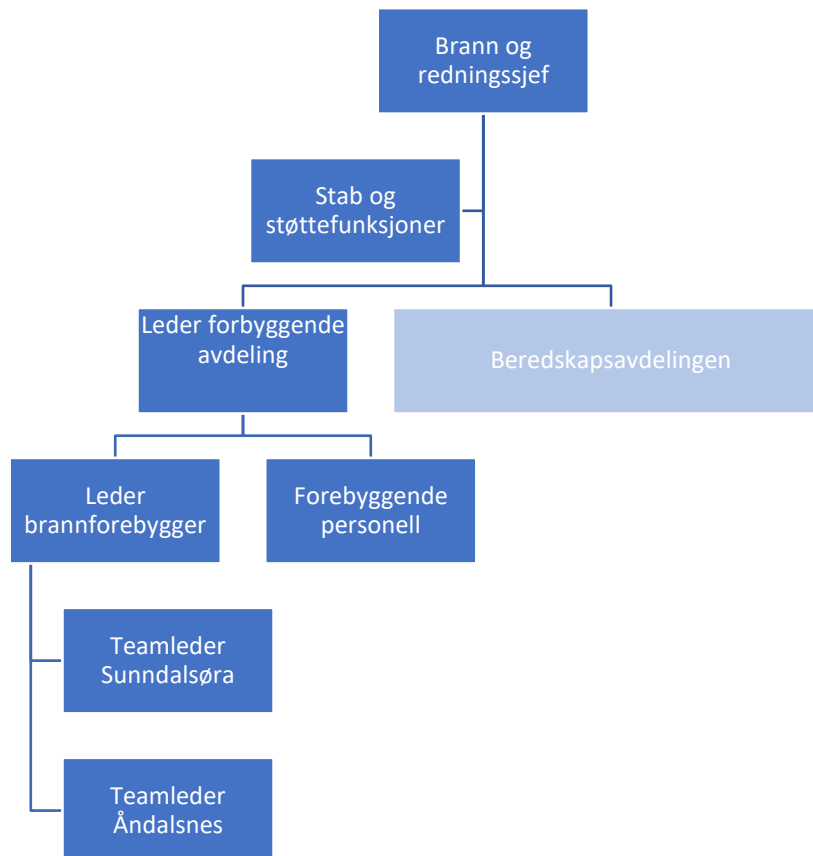 Brann og
redningssjef
Stab og
støttefunksjoner
Leder forbyggende
avdeling
Beredskapsavdelingen
Leder
brannforebygger
Forebyggende
personell
Teamleder
Sunndalsøra
Teamleder
Åndalsnes